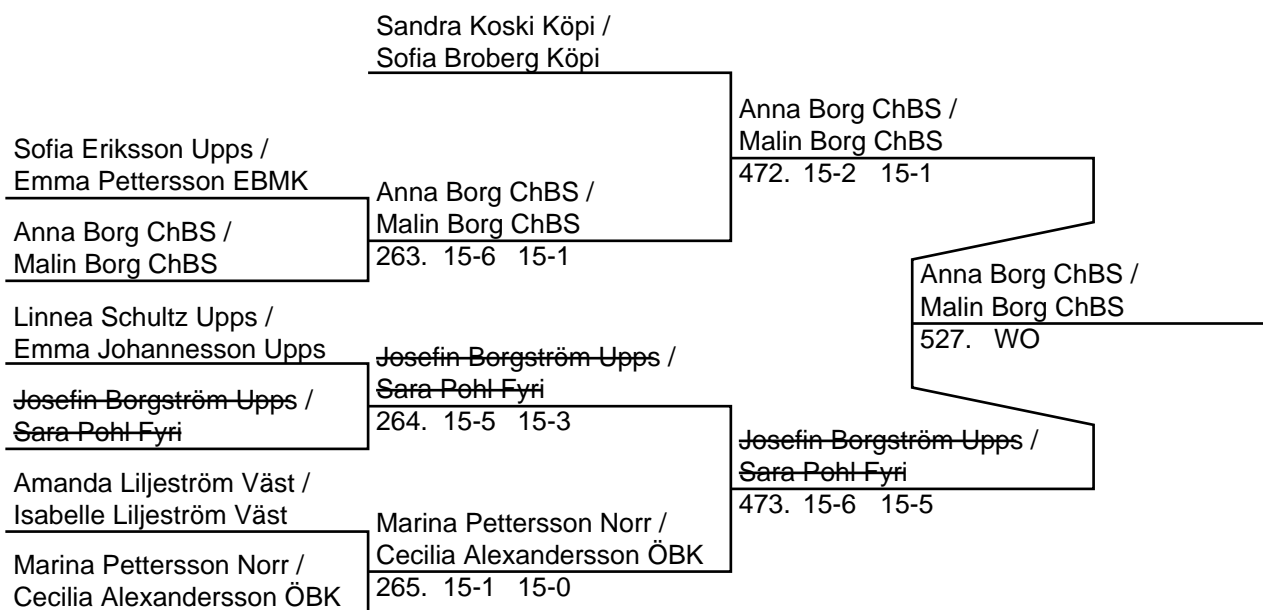 Sandra Koski Köpi /
Sofia Broberg Köpi
Anna Borg ChBS /
Malin Borg ChBS
472. 15-2 15-1
Sofia Eriksson Upps /
Emma Pettersson EBMK
Anna Borg ChBS /
Malin Borg ChBS
263. 15-6 15-1
Anna Borg ChBS /
Malin Borg ChBS
Anna Borg ChBS /
Malin Borg ChBS
527. WO
Linnea Schultz Upps /
Emma Johannesson Upps
Josefin Borgström Upps /
Sara Pohl Fyri
264. 15-5 15-3
Josefin Borgström Upps /
Sara Pohl Fyri
Josefin Borgström Upps /
Sara Pohl Fyri
473. 15-6 15-5
Amanda Liljeström Väst /
Isabelle Liljeström Väst
Marina Pettersson Norr /
Cecilia Alexandersson ÖBK
265. 15-1 15-0
Marina Pettersson Norr /
Cecilia Alexandersson ÖBK